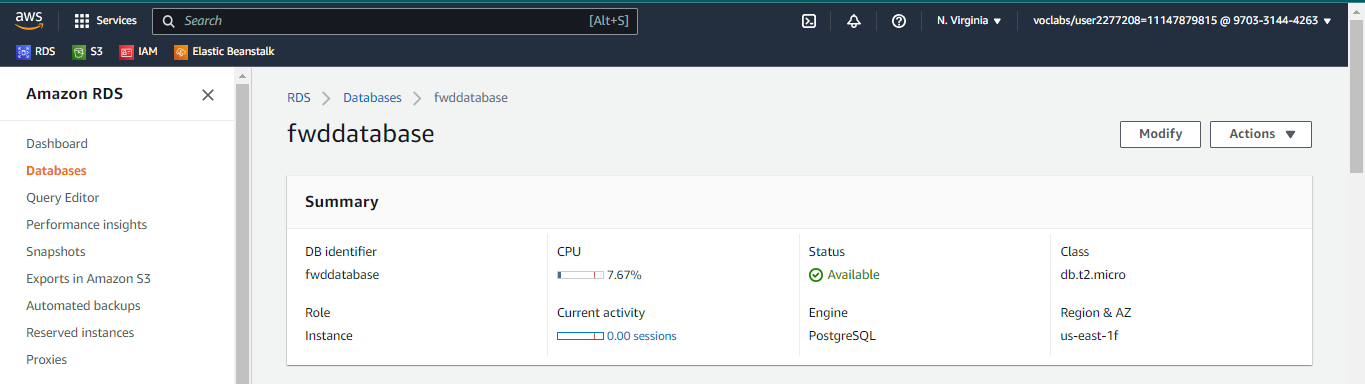 aws Services Search [Alt+S] N. Virginia voclabs/user2277208=11147879815 @ 9703-3144-4263
RDS S3 IAM Elastic Beanstalk
Amazon RDS
Dashboard
Databases
Query Editor
Performance insights
Snapshots
Exports in Amazon S3
Automated backups
Reserved instances
Proxies
RDS Databases fwddatabase
fwddatabase
Modify Actions
Summary
DB identifier CPU Status Class
fwddatabase 7.67% Available db.t2.micro
Role Current activity Engine Region & AZ
Instance 0.00 sessions PostgreSQL us-east-1f